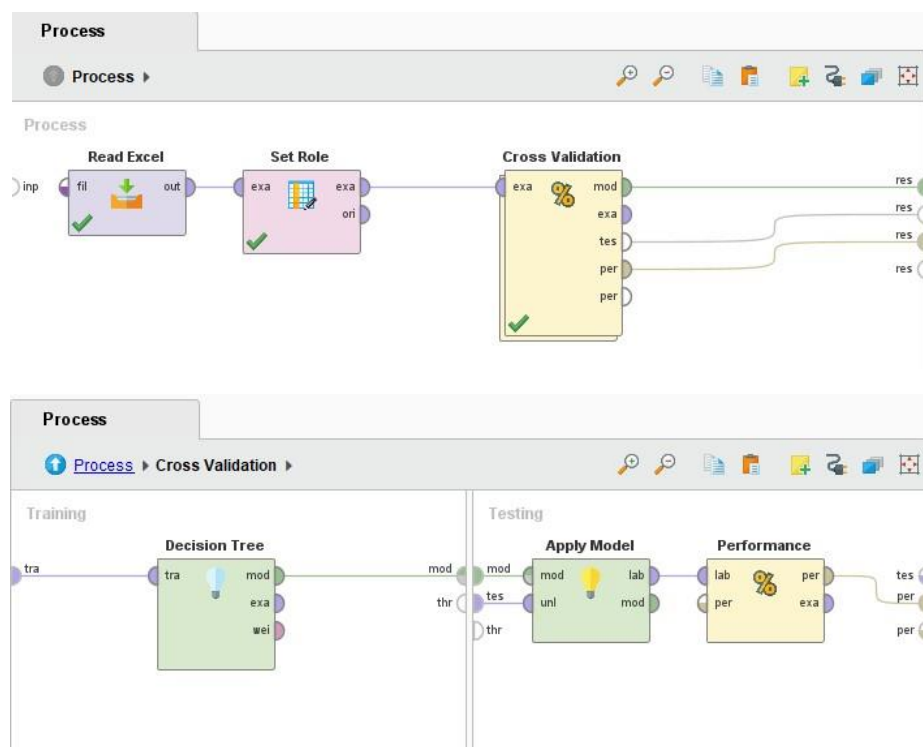 Process
Process
Process
Read Excel
Set Role
Cross Validation
inp
fil
out
exa
exa
ori
exa
mod
exa
tes
per
per
res
res
res
res
Process
Process Cross Validation
Training
Testing
Decision Tree
Apply Model
Performance
tra
tra
mod
exa
wei
mod
thr
mod
tes
thr
mod
unl
lab
mod
lab
per
per
exa
tes
per
per